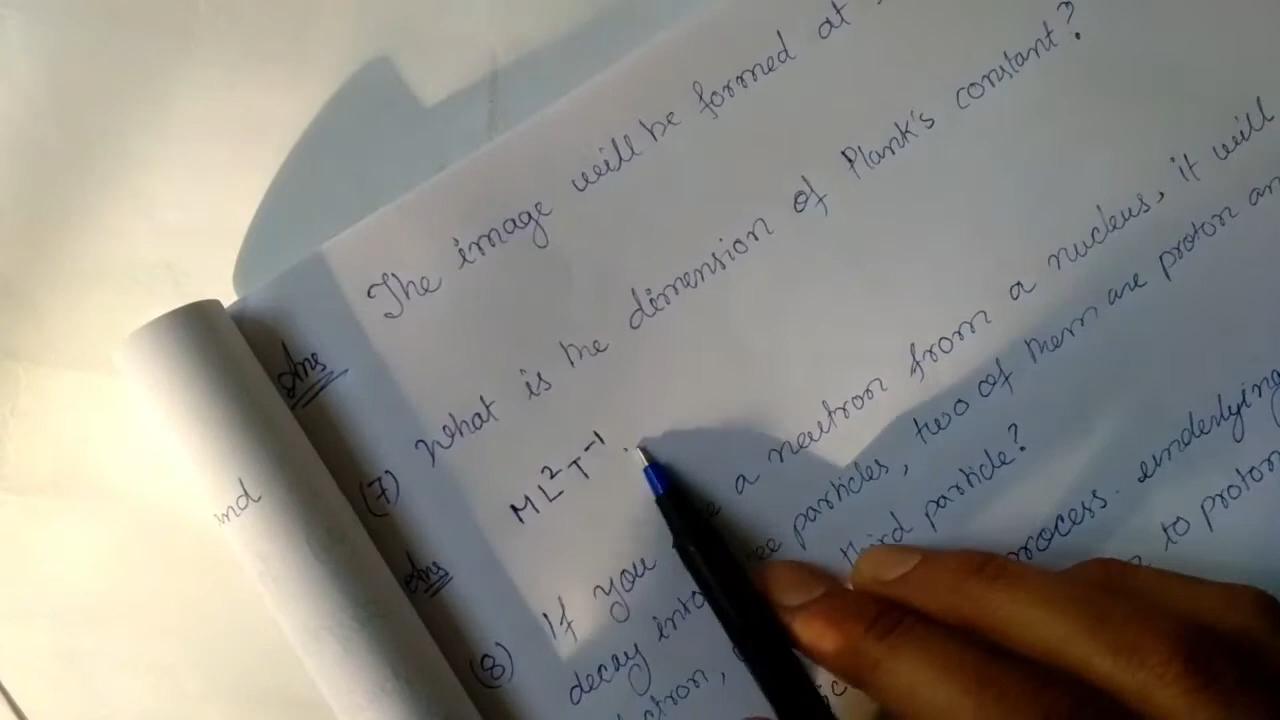 The image will be formed at
Ans
(7) What is the dimension of Plank's constant?
Ans ML²T⁻¹
(8) If you a neutron from a nucleus, it will
decay into particles, two of them are proton
third particle?
process underlying
to proton
ind